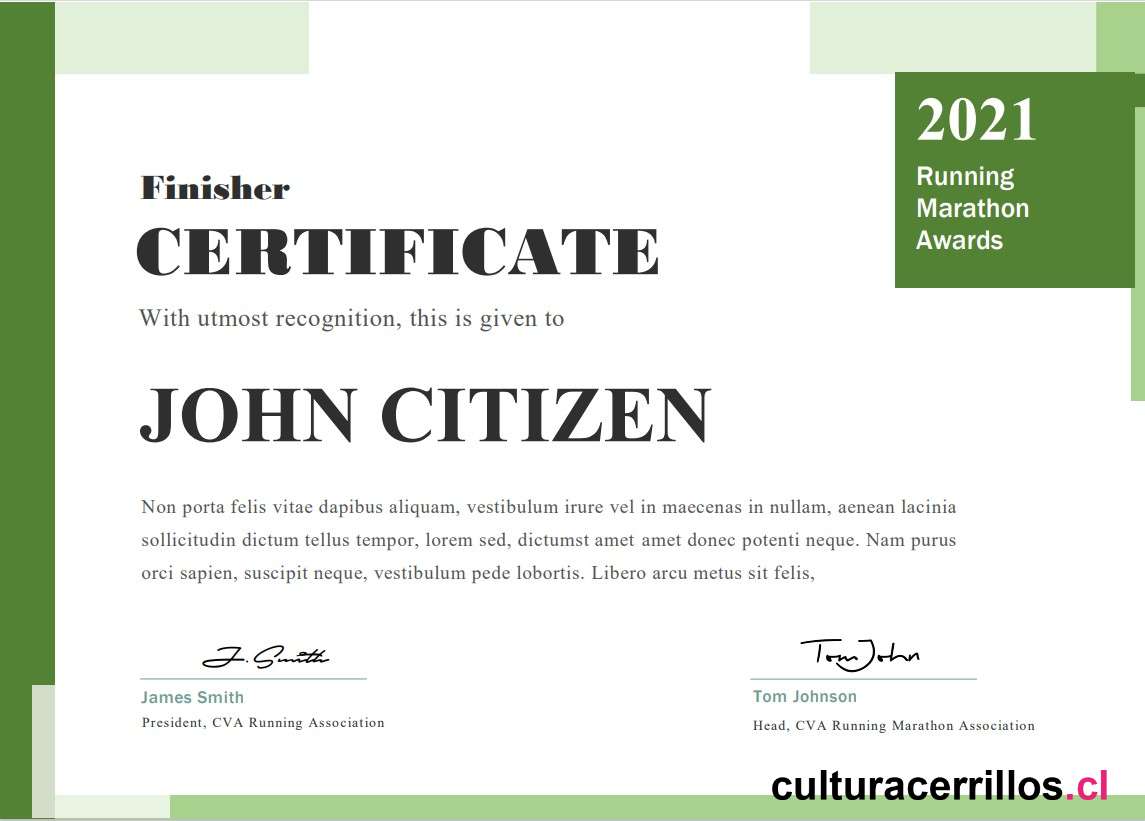 2021
Running
Marathon
Awards
Finisher
CERTIFICATE
With utmost recognition, this is given to
JOHN CITIZEN
Non porta felis vitae dapibus aliquam, vestibulum irure vel in maecenas in nullam, aenean lacinia
sollicitudin dictum tellus tempor, lorem sed, dictumst amet amet donec potenti neque. Nam purus
orci sapien, suscipit neque, vestibulum pede lobortis. Libero arcu metus sit felis,
J. Smith
James Smith
President, CVA Running Association
Tom John
Tom Johnson
Head, CVA Running Marathon Association
culturacerrillos.cl